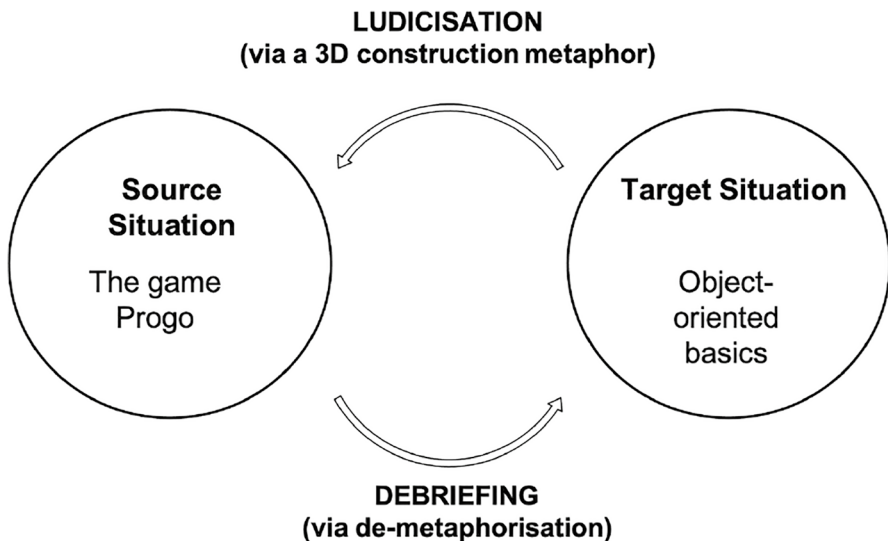 LUDICISATION
(via a 3D construction metaphor)
Source
Situation
The game
Progo
Target Situation
Object-
oriented
basics
DEBRIEFING
(via de-metaphorisation)